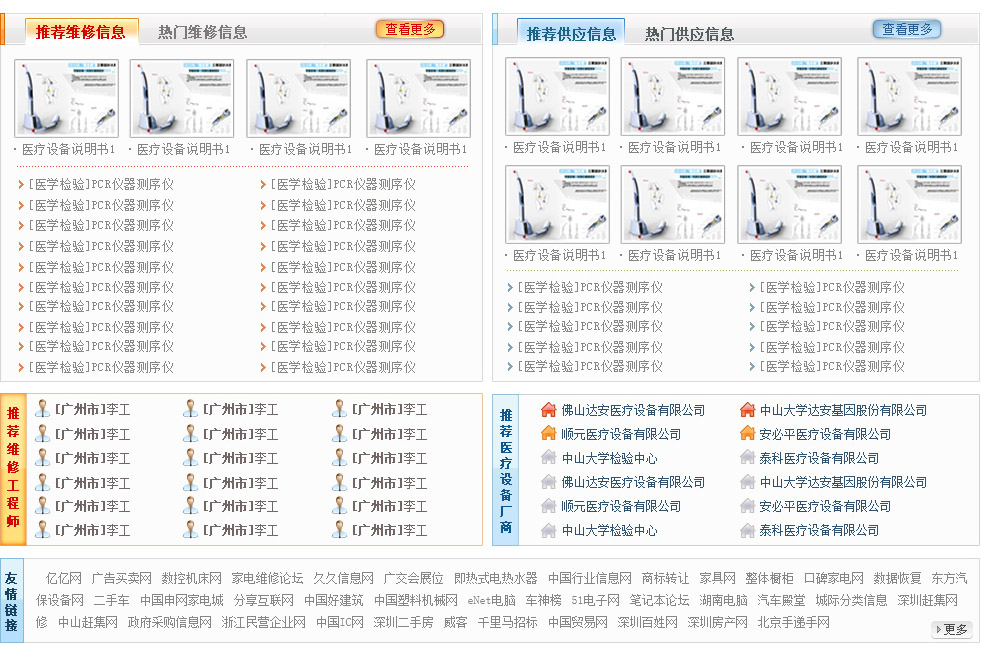 推荐维修信息 热门维修信息 查看更多
医疗设备说明书1 医疗设备说明书1 医疗设备说明书1 医疗设备说明书1
[医学检验]PCR仪器测序仪 [医学检验]PCR仪器测序仪
[医学检验]PCR仪器测序仪 [医学检验]PCR仪器测序仪
[医学检验]PCR仪器测序仪 [医学检验]PCR仪器测序仪
[医学检验]PCR仪器测序仪 [医学检验]PCR仪器测序仪
[医学检验]PCR仪器测序仪 [医学检验]PCR仪器测序仪
[医学检验]PCR仪器测序仪 [医学检验]PCR仪器测序仪
[医学检验]PCR仪器测序仪 [医学检验]PCR仪器测序仪
[医学检验]PCR仪器测序仪 [医学检验]PCR仪器测序仪
[医学检验]PCR仪器测序仪 [医学检验]PCR仪器测序仪
[医学检验]PCR仪器测序仪 [医学检验]PCR仪器测序仪
推荐供应信息 热门供应信息 查看更多
医疗设备说明书1 医疗设备说明书1 医疗设备说明书1 医疗设备说明书1
医疗设备说明书1 医疗设备说明书1 医疗设备说明书1 医疗设备说明书1
[医学检验]PCR仪器测序仪 [医学检验]PCR仪器测序仪
[医学检验]PCR仪器测序仪 [医学检验]PCR仪器测序仪
[医学检验]PCR仪器测序仪 [医学检验]PCR仪器测序仪
[医学检验]PCR仪器测序仪 [医学检验]PCR仪器测序仪
[医学检验]PCR仪器测序仪 [医学检验]PCR仪器测序仪
推荐维修工程师
[广州市]李工 [广州市]李工 [广州市]李工
[广州市]李工 [广州市]李工 [广州市]李工
[广州市]李工 [广州市]李工 [广州市]李工
[广州市]李工 [广州市]李工 [广州市]李工
[广州市]李工 [广州市]李工 [广州市]李工
[广州市]李工 [广州市]李工 [广州市]李工
推荐医疗设备厂商
佛山达安医疗设备有限公司 中山大学达安基因股份有限公司
顺元医疗设备有限公司 安必平医疗设备有限公司
中山大学检验中心 泰科医疗设备有限公司
佛山达安医疗设备有限公司 中山大学达安基因股份有限公司
顺元医疗设备有限公司 安必平医疗设备有限公司
中山大学检验中心 泰科医疗设备有限公司
友情链接
亿亿网 广告买卖网 数控机床网 家电维修论坛 久久信息网 广交会展位 即热式电热水器 中国行业信息网 商标转让 家具网 整体橱柜 口碑家电网 数据恢复 东方汽
保设备网 二手车 中国申网家电城 分享互联网 中国好建筑 中国塑料机械网 eNet电脑 车神榜 51电子网 笔记本论坛 湖南电脑 汽车殿堂 城际分类信息 深圳赶集网
修 中山赶集网 政府采购信息网 浙江民营企业网 中国IC网 深圳二手房 威客 千里马招标 中国贸易网 深圳百姓网 深圳房产网 北京手递手网
更多